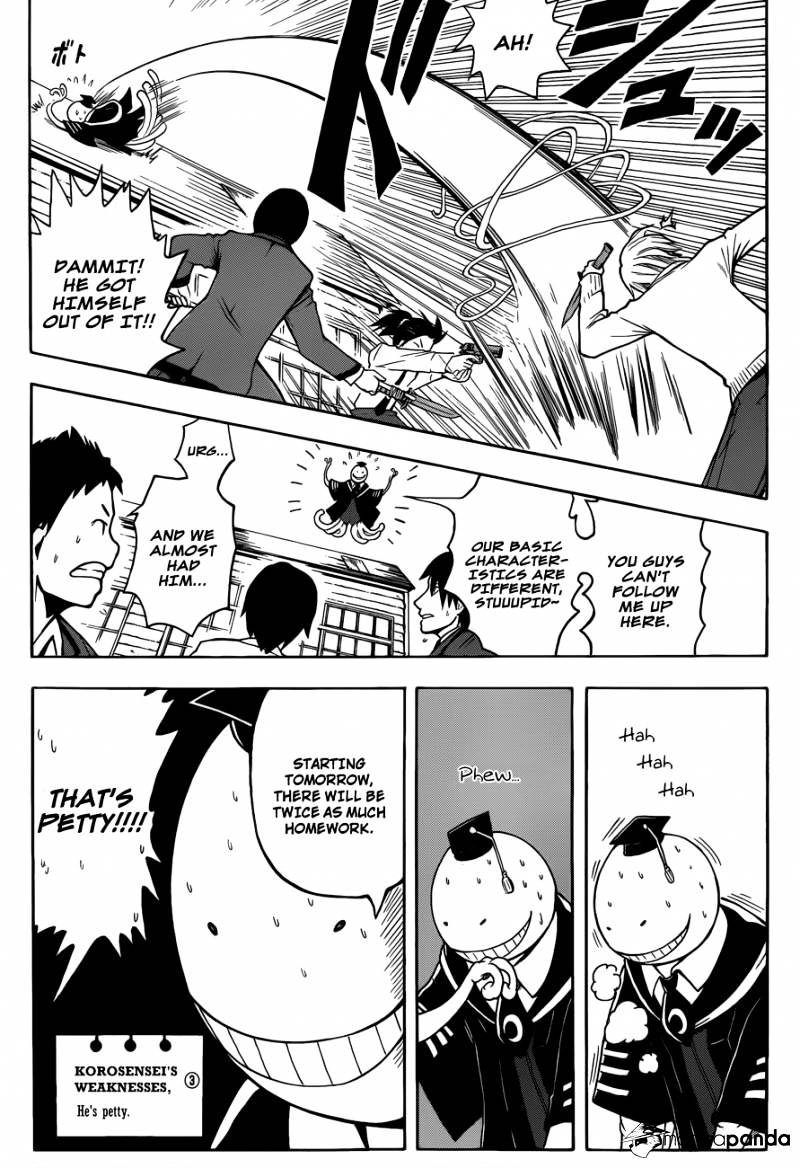 AH!
ドシュッ
ボト
DAMMIT!
HE GOT
HIMSELF
OUT OF IT!!
YOU GUYS
CAN'T
FOLLOW
ME UP
HERE.
OUR BASIC
CHARACTER-
ISTICS ARE
DIFFERENT,
STUUUPID~
URG...
AND WE
ALMOST
HAD
HIM...
Hah
Hah
Hah
Phew...
STARTING
TOMORROW,
THERE WILL BE
TWICE AS MUCH
HOMEWORK.
THAT'S
PETTY!!!!
KOROSENSEI'S
WEAKNESSES, ③
He's petty.
mangapanda